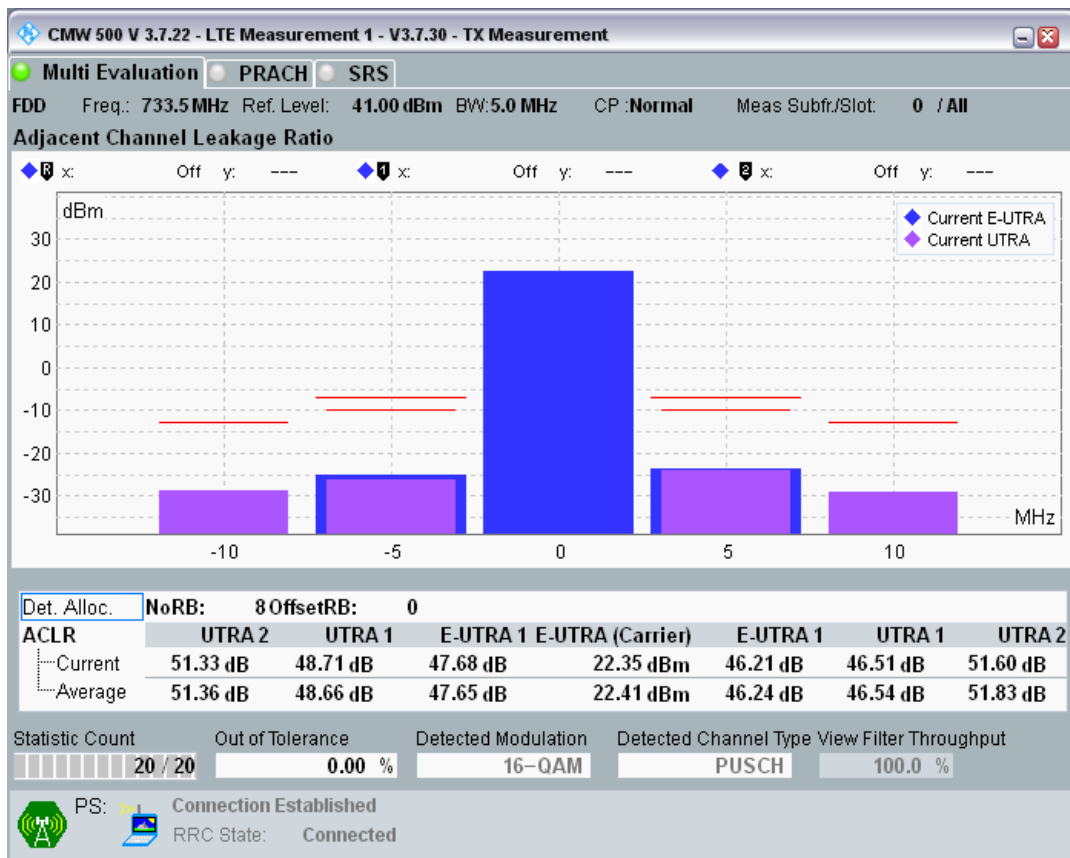 CMW 500 V 3.7.22 - LTE Measurement 1 - V3.7.30 - TX Measurement
Multi Evaluation PRACH SRS
FDD Freq.: 733.5 MHz Ref. Level: 41.00 dBm BW:5.0 MHz CP :Normal Meas Subfr./Slot: 0 / All
Adjacent Channel Leakage Ratio
R x: Off y: --- 1 x: Off y: --- 2 x: Off y: ---
dBm
Current E-UTRA
Current UTRA
30
20
10
0
-10
-20
-30
MHz
-10 -5 0 5 10
Det. Alloc. NoRB: 8 OffsetRB: 0
ACLR UTRA 2 UTRA 1 E-UTRA 1 E-UTRA (Carrier) E-UTRA 1 UTRA 1 UTRA 2
Current 51.33 dB 48.71 dB 47.68 dB 22.35 dBm 46.21 dB 46.51 dB 51.60 dB
Average 51.36 dB 48.66 dB 47.65 dB 22.41 dBm 46.24 dB 46.54 dB 51.83 dB
Statistic Count Out of Tolerance Detected Modulation Detected Channel Type View Filter Throughput
20 / 20 0.00 % 16-QAM PUSCH 100.0 %
PS: Connection Established
RRC State: Connected